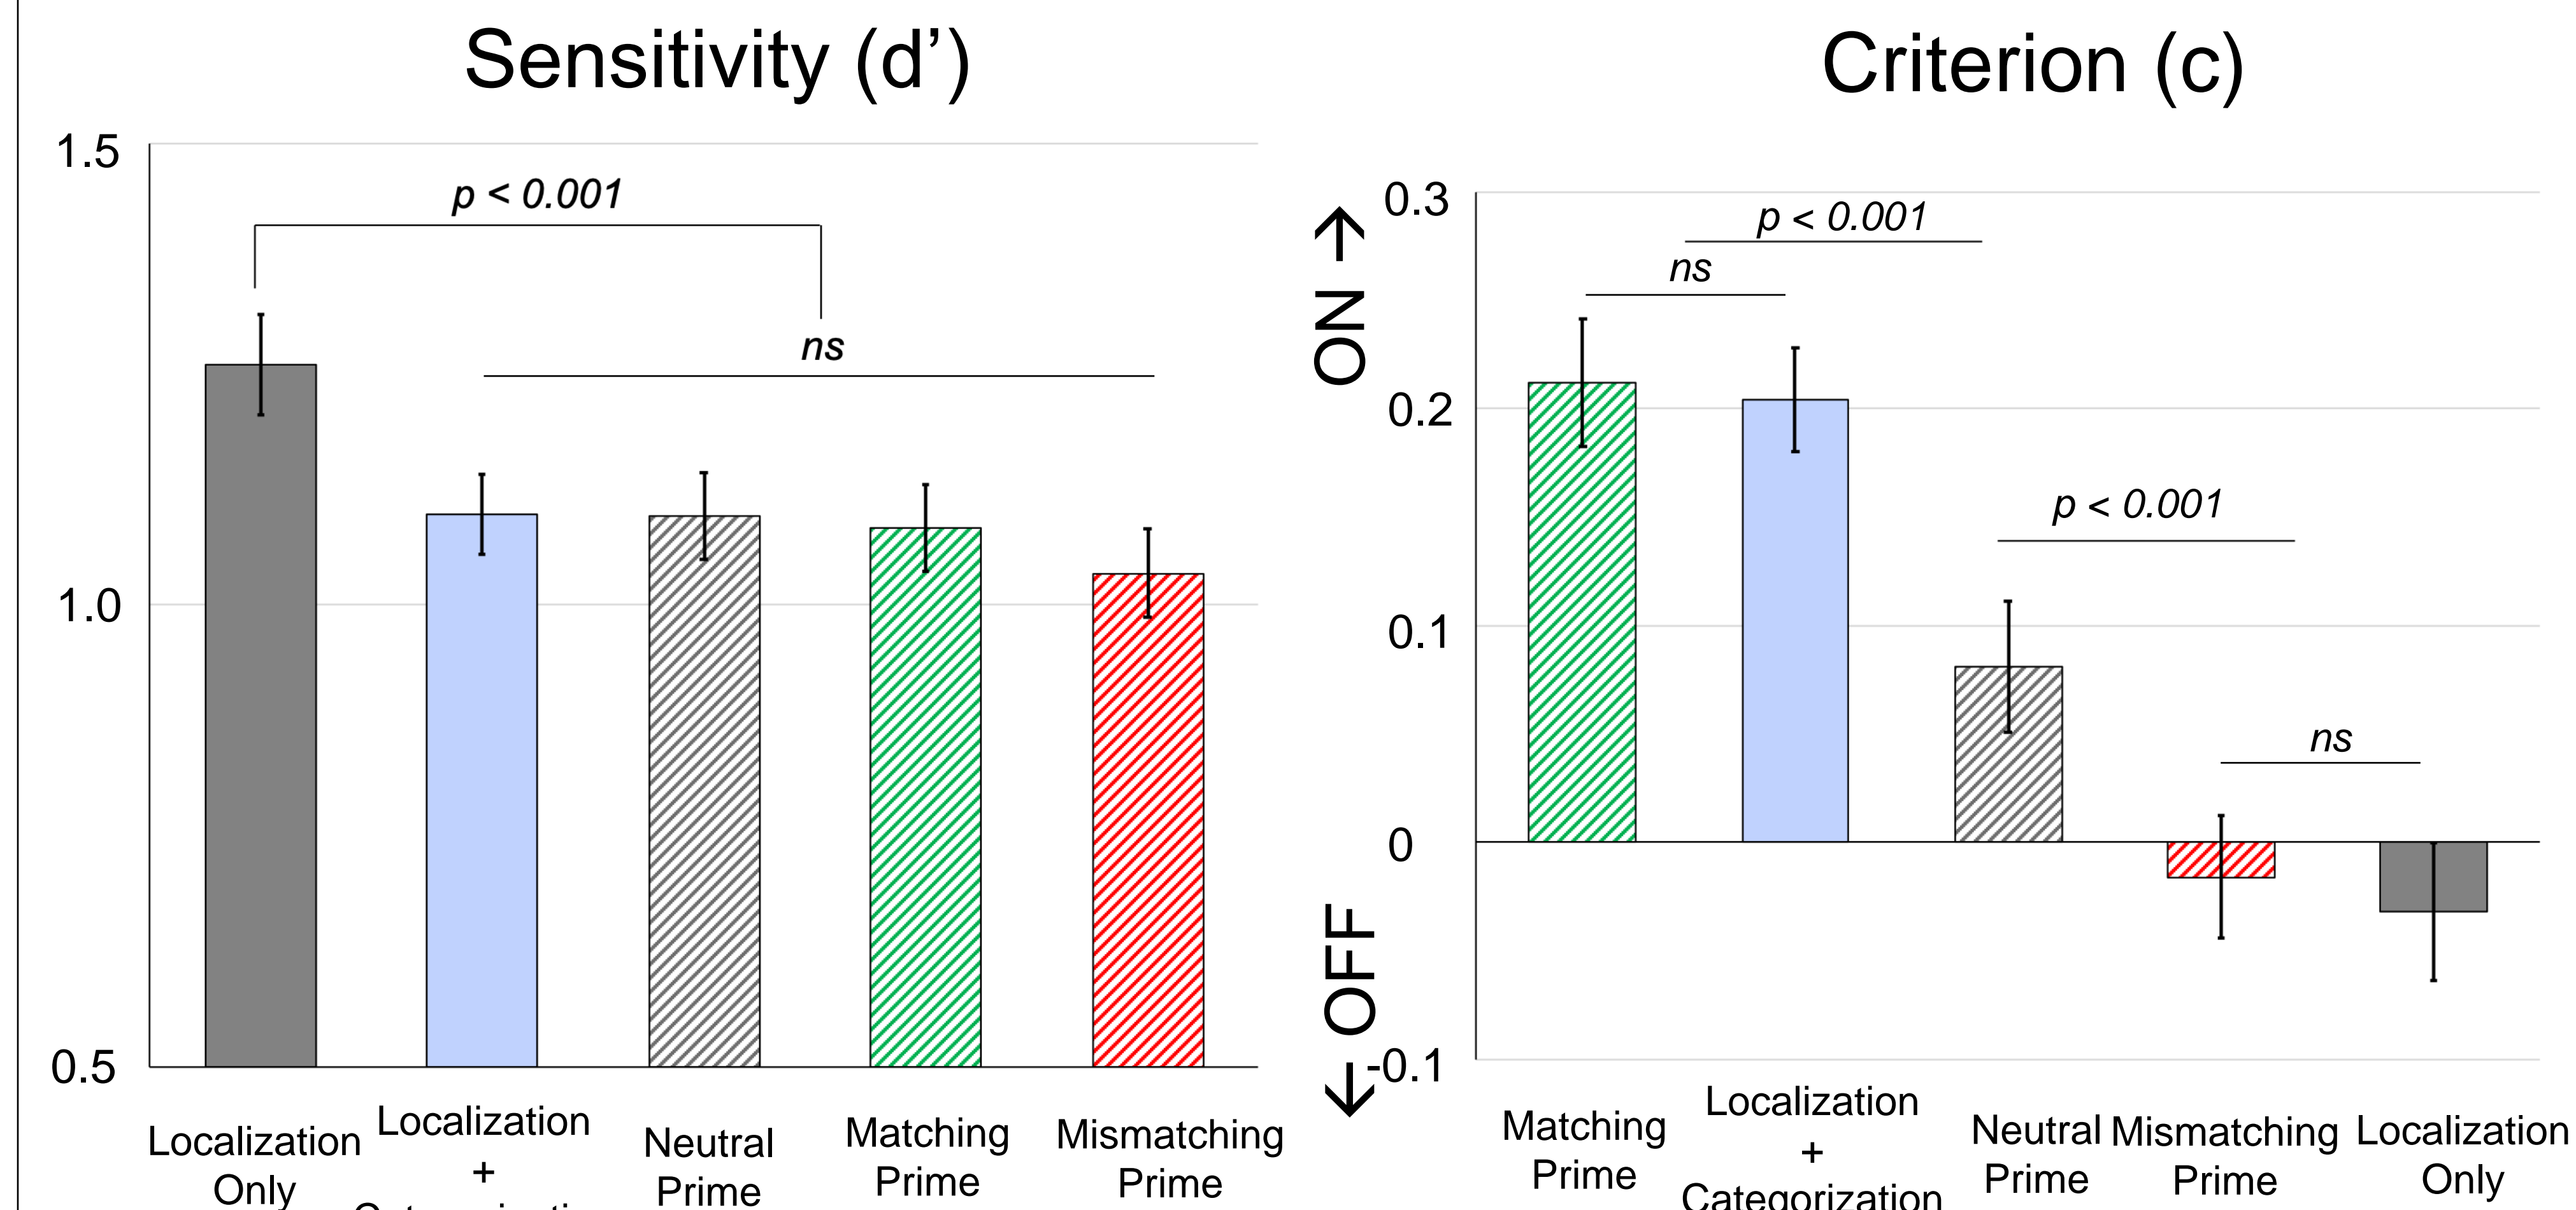 Sensitivity (d’)
1.5
p < 0.001
ns
1.0
0.5
Localization
Only
Localization
+
Neutral
Prime
Matching
Prime
Mismatching
Prime
Criterion (c)
ON →
← OFF
0.3
p < 0.001
ns
0.2
p < 0.001
0.1
ns
0
-0.1
Matching
Prime
Localization
+
Categorization
Neutral
Prime
Mismatching
Prime
Localization
Only